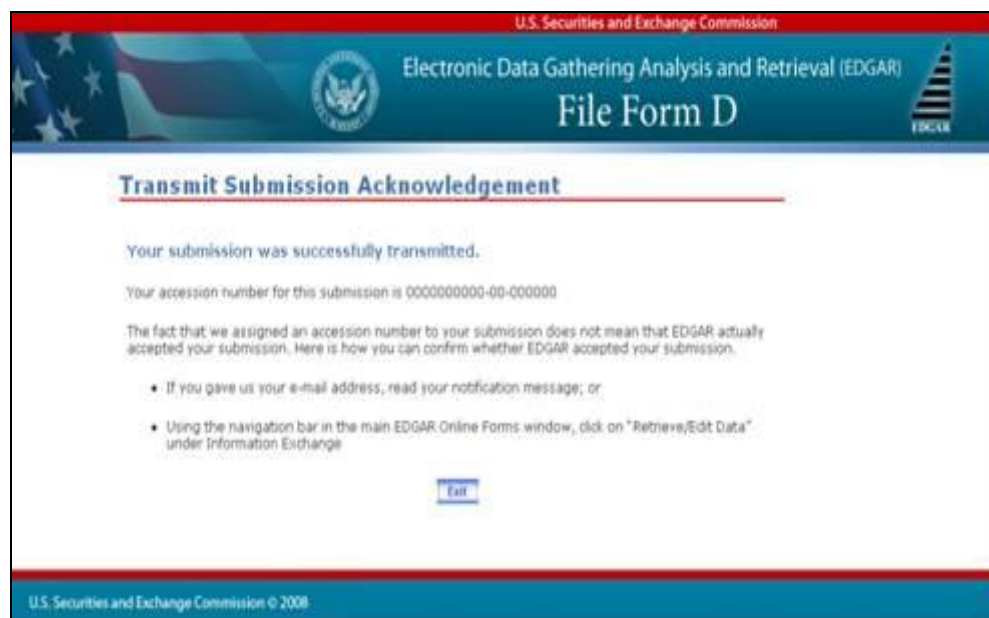 U.S. Securities and Exchange Commission
Electronic Data Gathering Analysis and Retrieval (EDGAR)
File Form D
EDGAR
Transmit Submission Acknowledgement
Your submission was successfully transmitted.
Your accession number for this submission is 0000000000-00-000000
The fact that we assigned an accession number to your submission does not mean that EDGAR actually
accepted your submission. Here is how you can confirm whether EDGAR accepted your submission.
• If you gave us your e-mail address, read your notification message; or
• Using the navigation bar in the main EDGAR Online Forms window, click on "Retrieve/Edit Data"
under Information Exchange
Exit
U.S. Securities and Exchange Commission © 2008